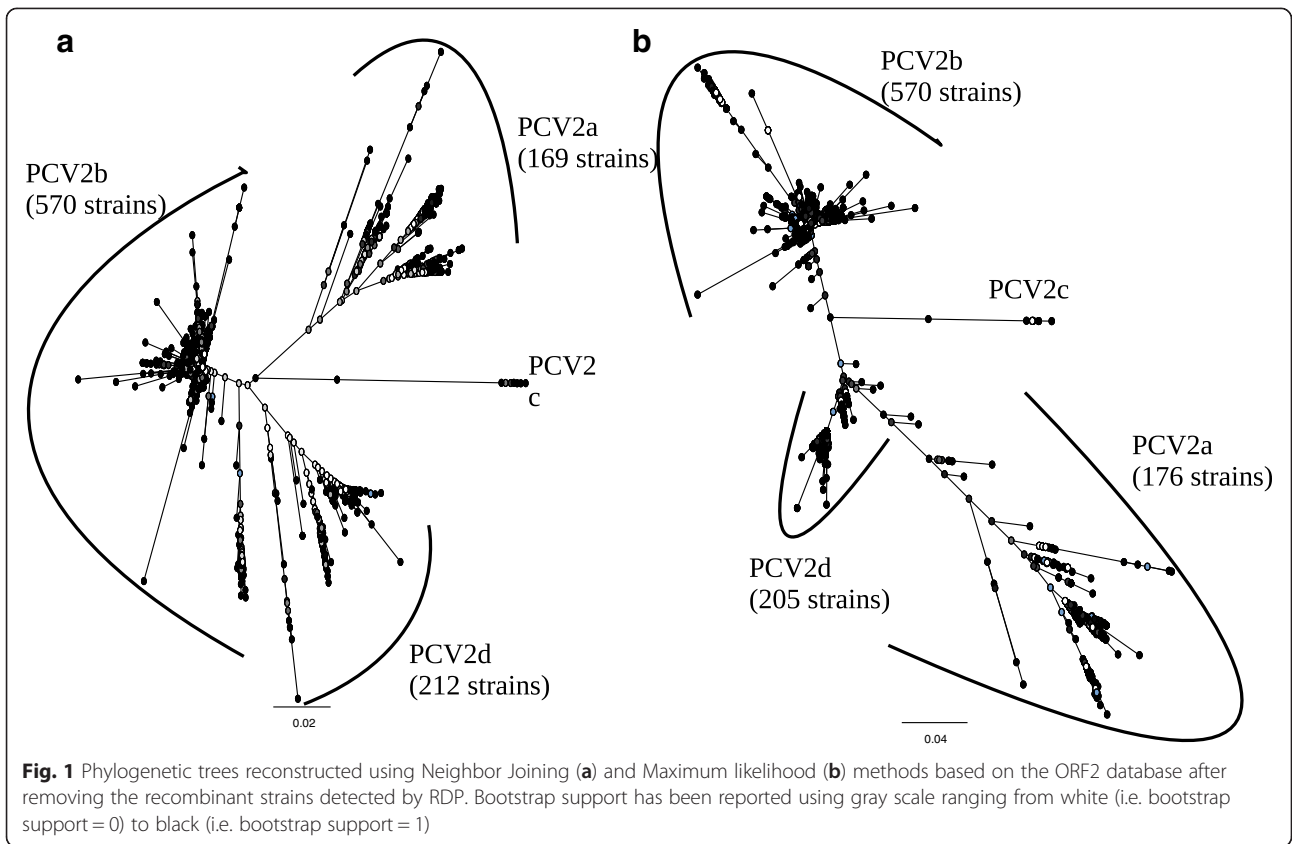 a
PCV2a
(169 strains)
PCV2b
(570 strains)
PCV2
c
PCV2d
(212 strains)
0.02
b
PCV2b
(570 strains)
PCV2c
PCV2a
(176 strains)
PCV2d
(205 strains)
0.04
Fig. 1 Phylogenetic trees reconstructed using Neighbor Joining (a) and Maximum likelihood (b) methods based on the ORF2 database after
removing the recombinant strains detected by RDP. Bootstrap support has been reported using gray scale ranging from white (i.e. bootstrap
support = 0) to black (i.e. bootstrap support = 1)